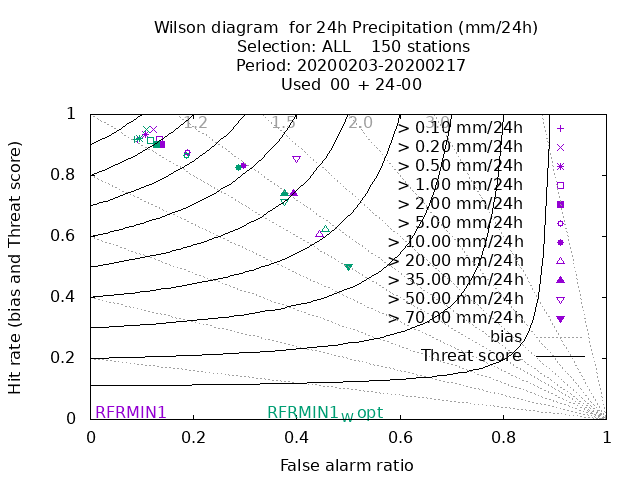 Wilson diagram  for 24h Precipitation (mm/24h)
Selection: ALL    150 stations
Period: 20200203-20200217
Used  00 + 24-00
Hit rate (bias and Threat score)
1
0.8
0.6
0.4
0.2
0
1.2
1.5
2.0
3.0
> 0.10 mm/24h
> 0.20 mm/24h
> 0.50 mm/24h
> 1.00 mm/24h
> 2.00 mm/24h
> 5.00 mm/24h
> 10.00 mm/24h
> 20.00 mm/24h
> 35.00 mm/24h
> 50.00 mm/24h
> 70.00 mm/24h
bias
Threat score
RFRMIN1
RFRMIN1wopt
0
0.2
0.4
0.6
0.8
1
False alarm ratio